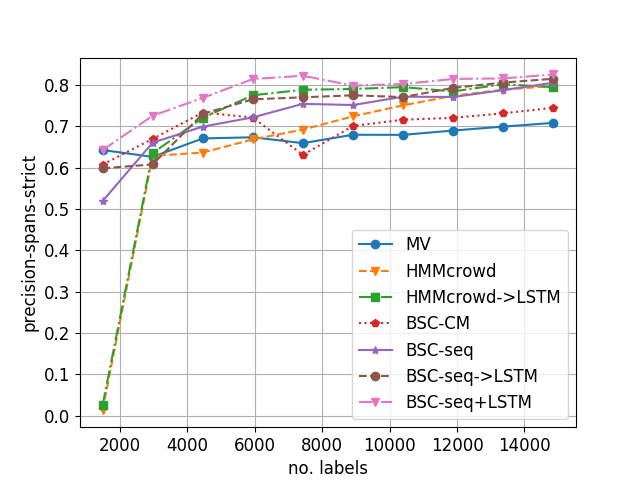 0.8
0.7
0.6
0.5
0.4
0.3
0.2
0.1
0.0
precision-spans-strict
MV
HMMcrowd
HMMcrowd->LSTM
BSC-CM
BSC-seq
BSC-seq->LSTM
BSC-seq+LSTM
2000 4000 6000 8000 10000 12000 14000
no. labels